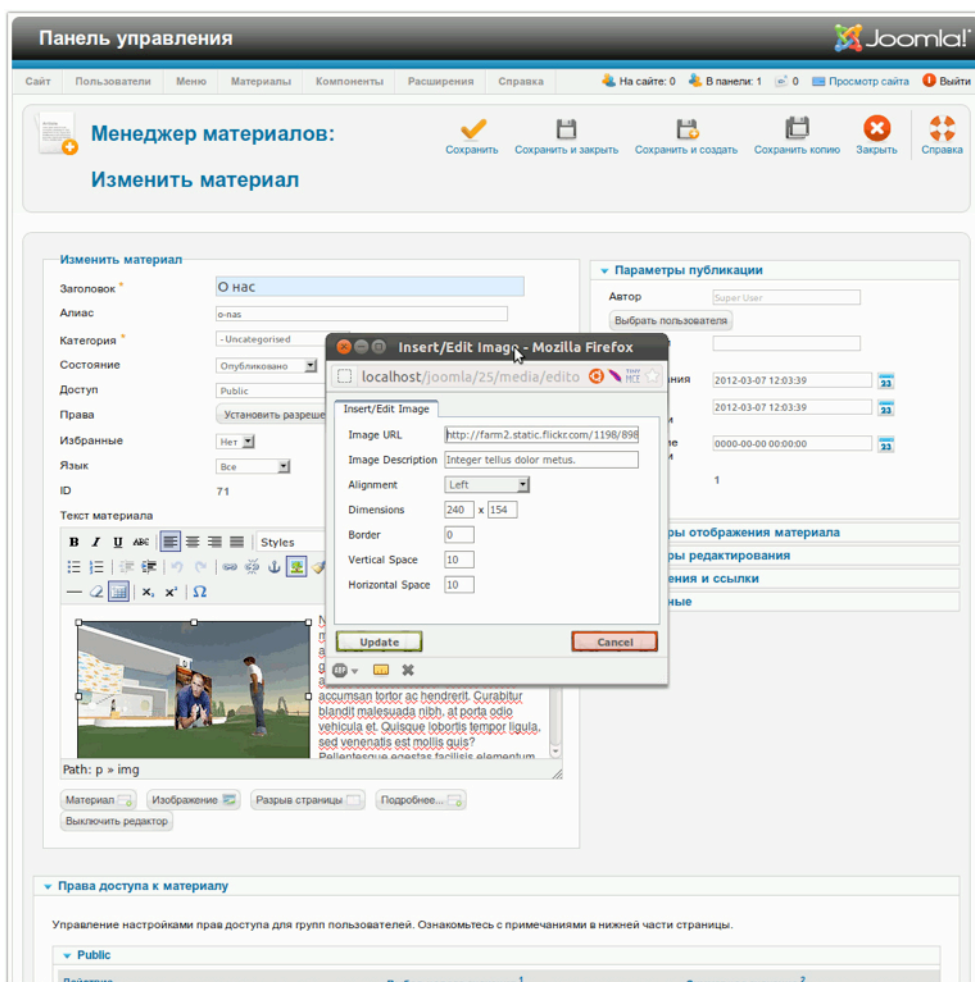 Панель управления
Joomla!
Сайт Пользователи Меню Материалы Компоненты Расширения Справка На сайте: 0 В панели: 1 0 Просмотр сайта Выйти
Менеджер материалов:
Изменить материал
Сохранить Сохранить и закрыть Сохранить и создать Сохранить копию Закрыть Справка
Изменить материал
Заголовок * О нас
Алиас o-nas
Категория * - Uncategorised
Состояние Опубликовано
Доступ Public
Права Установить разреше
Избранные Нет
Язык Все
ID 71
Текст материала
B I U ABC Styles
Ω
accumsan tortor ac hendrerit. Curabitur
blandit malesuada nibh, at porta odio
vehicula et. Quisque lobortis tempor ligula,
sed venenatis est mollis quis?
Pellentesque egestas facilisis elementum
Path: p » img
Материал Изображение Разрыв страницы Подробнее...
Выключить редактор
Insert/Edit Image - Mozilla Firefox
localhost/joomla/25/media/edito
Insert/Edit Image
Image URL http://farm2.static.flickr.com/1198/898
Image Description Integer tellus dolor metus.
Alignment Left
Dimensions 240 x 154
Border 0
Vertical Space 10
Horizontal Space 10
Update Cancel
Параметры публикации
Автор Super User
Выбрать пользователя
ния 2012-03-07 12:03:39 23
2012-03-07 12:03:39 23
0000-00-00 00:00:00 23
1
ры отображения материала
ры редактирования
ения и ссылки
ные
Права доступа к материалу
Управление настройками прав доступа для групп пользователей. Ознакомьтесь с примечаниями в нижней части страницы.
Public